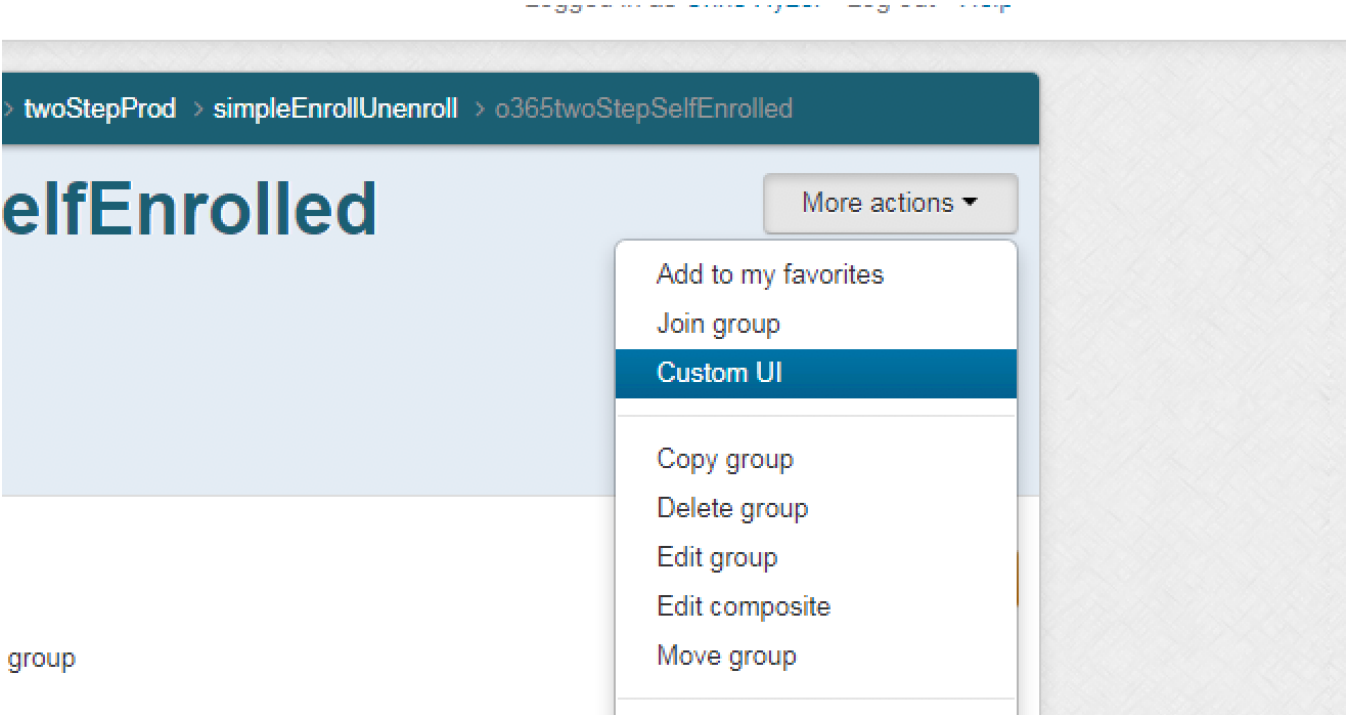 > twoStepProd > simpleEnrollUnenroll > o365twoStepSelfEnrolled
elfEnrolled
More actions
Add to my favorites
Join group
Custom UI
Copy group
Delete group
Edit group
Edit composite
Move group
group